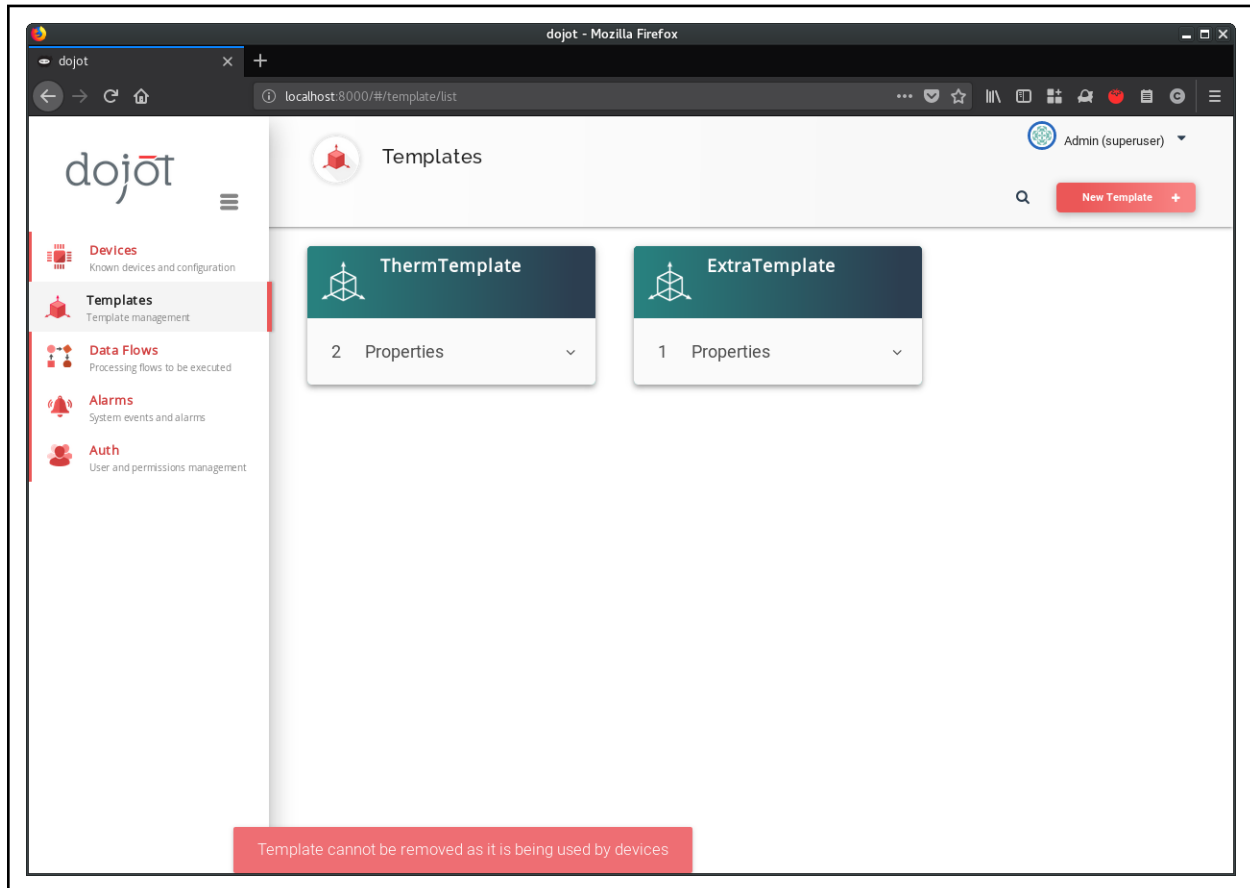 dojot - Mozilla Firefox
dojot
localhost:8000/#/template/list
dojōt
Templates
Admin (superuser)
New Template +
Devices
Known devices and configuration
Templates
Template management
Data Flows
Processing flows to be executed
Alarms
System events and alarms
Auth
User and permissions management
ThermTemplate
2 Properties
ExtraTemplate
1 Properties
Template cannot be removed as it is being used by devices